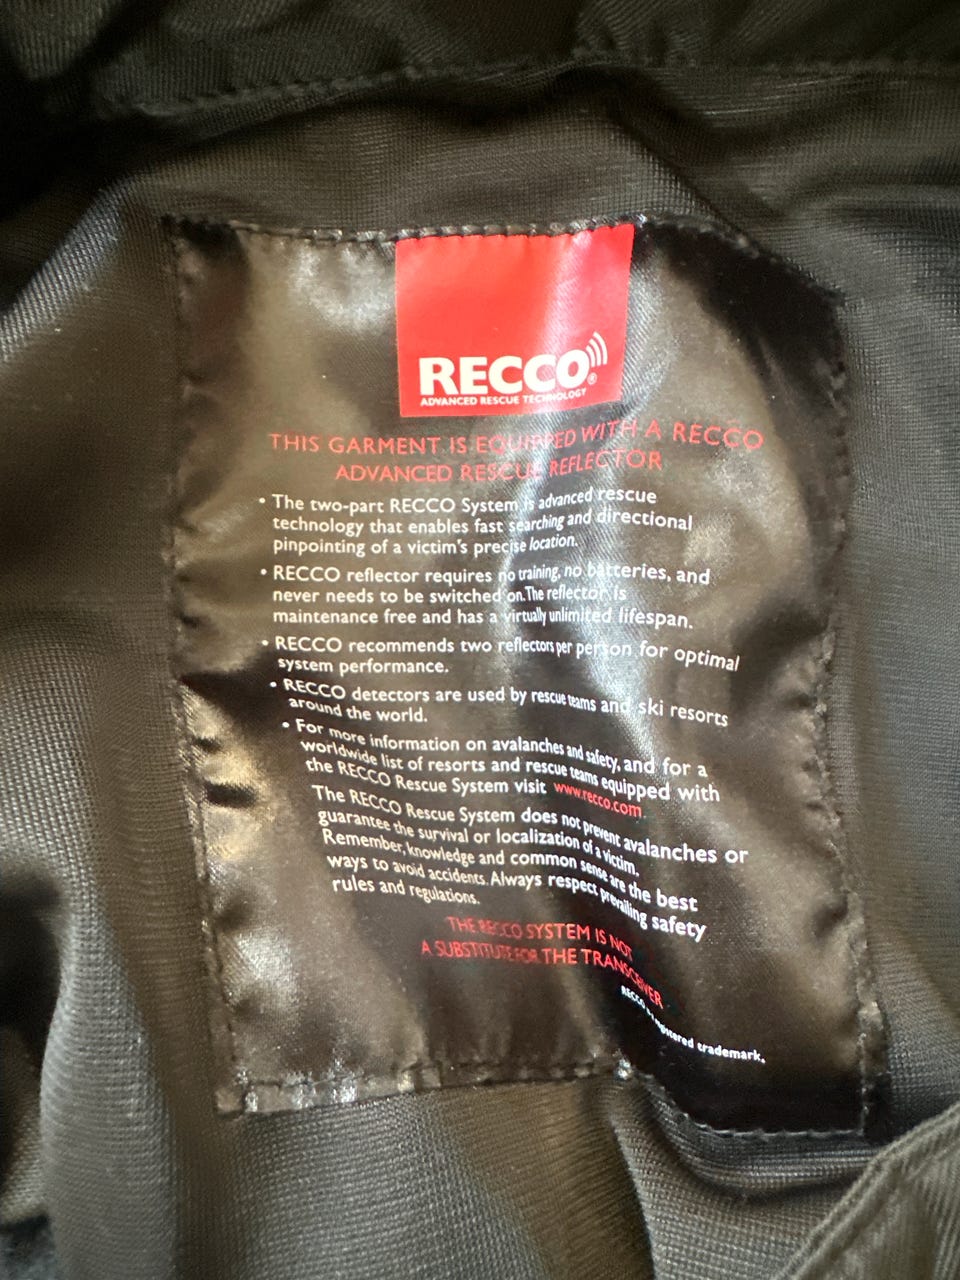 RECCO®
ADVANCED RESCUE TECHNOLOGY
THIS GARMENT IS EQUIPPED WITH A RECCO
ADVANCED RESCUE REFLECTOR
• The two-part RECCO System is advanced rescue
technology that enables fast searching and directional
pinpointing of a victim's precise location.
• RECCO reflector requires no training, no batteries, and
never needs to be switched on. The reflector is
maintenance free and has a virtually unlimited lifespan.
• RECCO recommends two reflectors per person for optimal
system performance.
• RECCO detectors are used by rescue teams and ski resorts
around the world.
• For more information on avalanches and safety, and for a
worldwide list of resorts and rescue teams equipped with
the RECCO Rescue System visit www.recco.com
The RECCO Rescue System does not prevent avalanches or
guarantee the survival or localization of a victim.
Remember, knowledge and common sense are the best
ways to avoid accidents. Always respect prevailing safety
rules and regulations.
THE RECCO SYSTEM IS NOT
A SUBSTITUTE FOR THE TRANSCEIVER
RECCO is registered trademark.